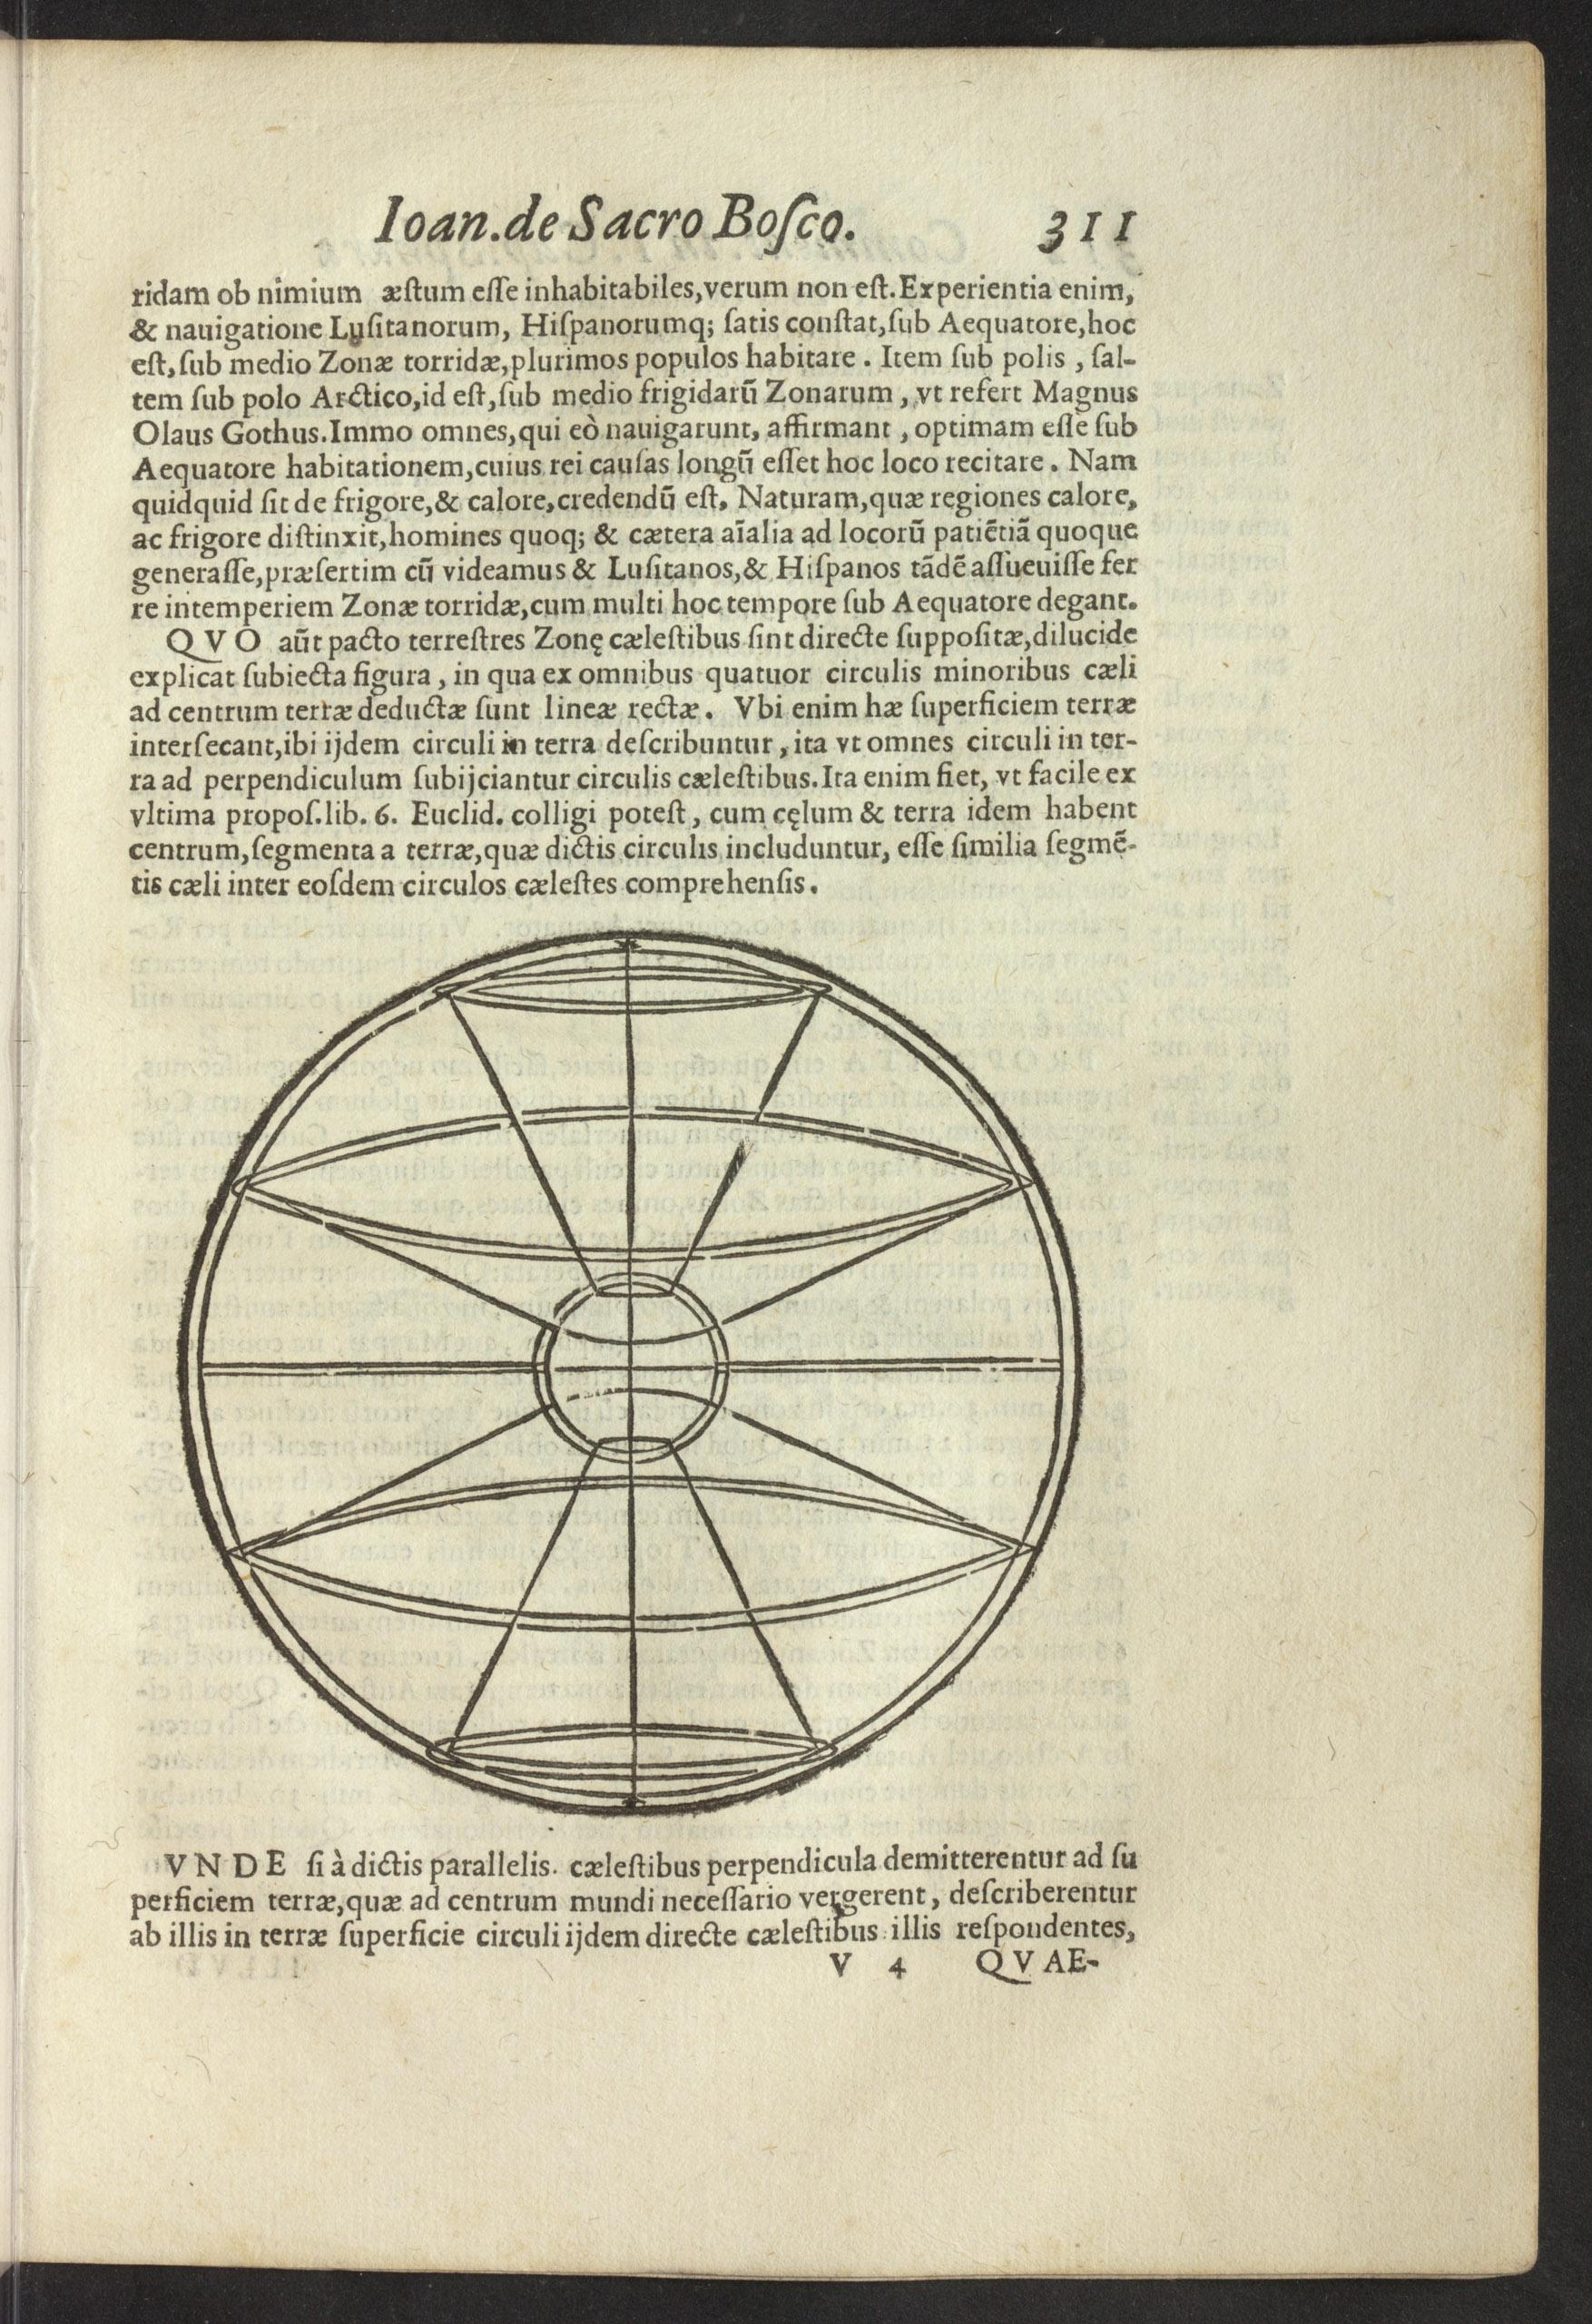 Ioan. de Sacro Boſco. 311
ridam ob nimium æſtum eſſe inhabitabiles, verum non eſt. Experientia enim,
& nauigatione Luſitanorum, Hiſpanorumq; ſatis conſtat, ſub Aequatore, hoc
eſt, ſub medio Zonæ torridæ, plurimos populos habitare. Item ſub polis, ſal-
tem ſub polo Arctico, id eſt, ſub medio frigidarũ Zonarum, vt refert Magnus
Olaus Gothus. Immo omnes, qui eò nauigarunt, affirmant, optimam eſſe ſub
Aequatore habitationem, cuius rei cauſas longũ eſſet hoc loco recitare. Nam
quidquid ſit de frigore, & calore, credendũ eſt, Naturam, quæ regiones calore,
ac frigore diſtinxit, homines quoq; & cætera aĩalia ad locorũ patiẽtiã quoque
generaſſe, præſertim cũ videamus & Luſitanos, & Hiſpanos tãdẽ aſſueuiſſe fer
re intemperiem Zonæ torridæ, cum multi hoc tempore ſub Aequatore degant.
QVO aũt pacto terreſtres Zonę cæleſtibus ſint directe ſuppoſitæ, dilucide
explicat ſubiecta figura, in qua ex omnibus quatuor circulis minoribus cæli
ad centrum terræ deductæ ſunt lineæ rectæ. Vbi enim hæ ſuperficiem terræ
interſecant, ibi ijdem circuli in terra deſcribuntur, ita vt omnes circuli in ter-
ra ad perpendiculum ſubijciantur circulis cæleſtibus. Ita enim fiet, vt facile ex
vltima propoſ. lib. 6. Euclid. colligi poteſt, cum cęlum & terra idem habent
centrum, ſegmenta a terræ, quæ dictis circulis includuntur, eſſe ſimilia ſegmẽ-
tis cæli inter eoſdem circulos cæleſtes comprehenſis.
VNDE ſi à dictis parallelis. cæleſtibus perpendicula demitterentur ad ſu
perficiem terræ, quæ ad centrum mundi neceſſario vergerent, deſcriberentur
ab illis in terræ ſuperficie circuli ijdem directe cæleſtibus illis reſpondentes,
V 4 QVAE-